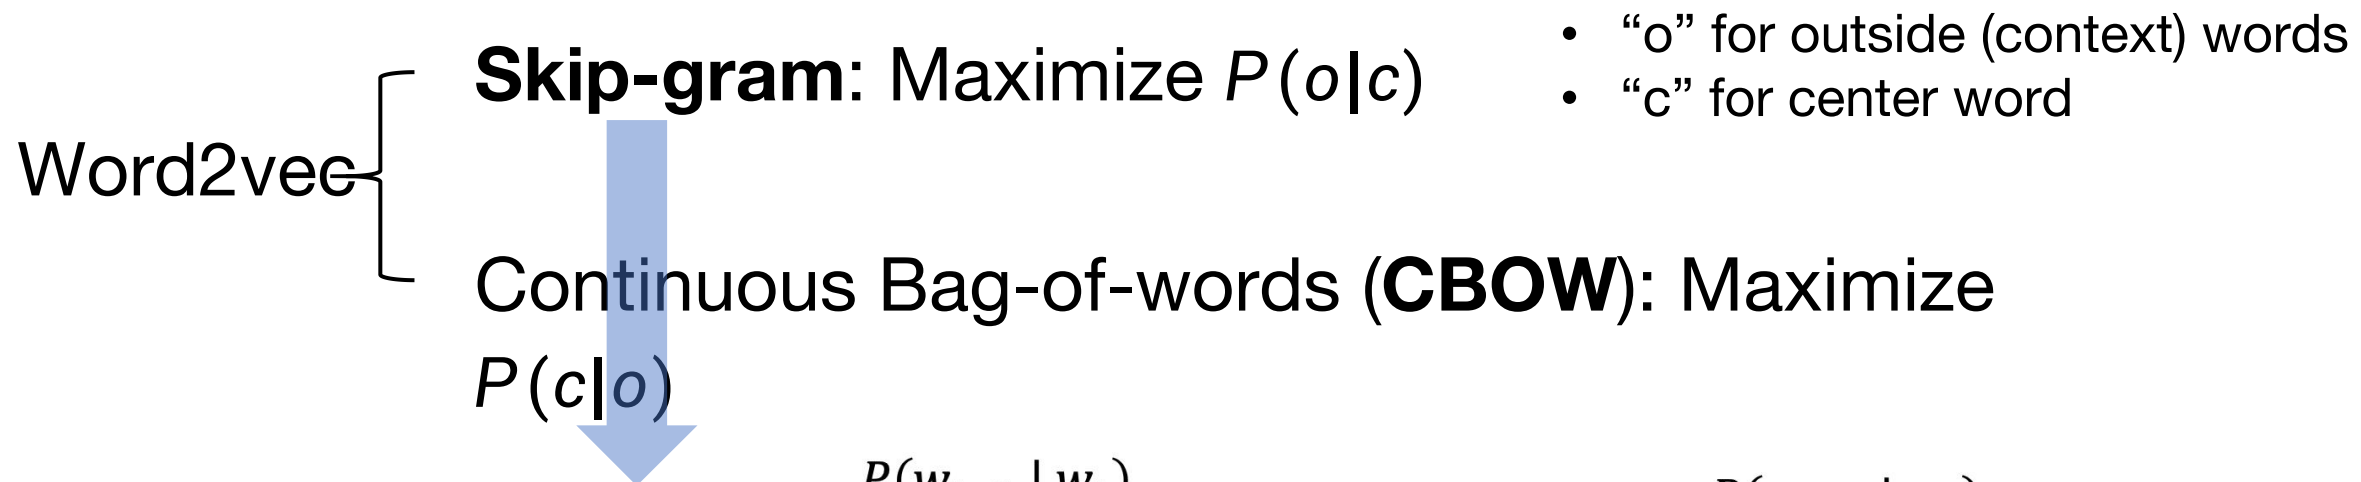 Skip-gram: Maximize P(o|c)
• “o” for outside (context) words
• “c” for center word
Word2vec
Continuous Bag-of-words (CBOW): Maximize
P(c|o)